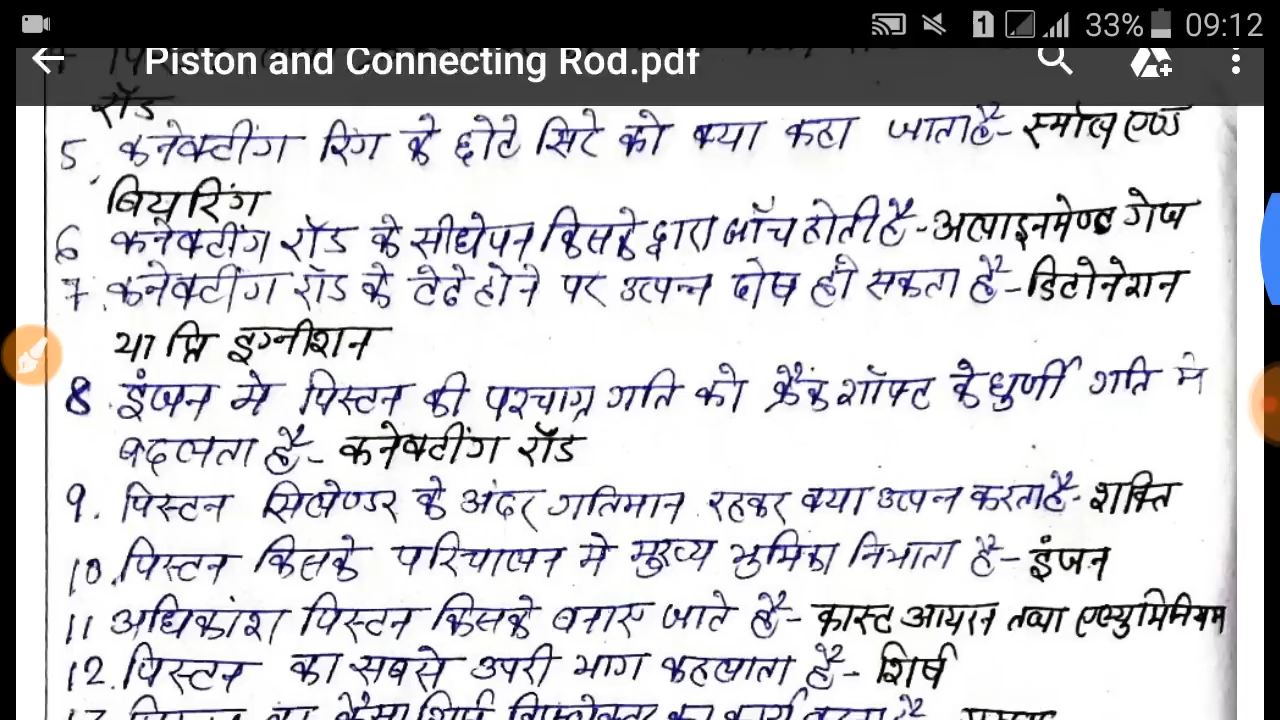 33% 09:12
Piston and Connecting Rod.pdf
रॉड
5. कनेक्टींग रिंग के छोटे सिटे को क्या कहा जाता है- स्मोल एण्ड
बियरिंग
6 कनेक्टींग रॉड के सीधेपन किसके द्वारा जॉच होती है- अलाइनमेण्ट गेज
7. कनेक्टींग रॉड के टेढे होने पर उत्पन्न दोष हो सकता है- डिटोनेशन
या प्रि इग्नीशन
8. इंजन मे पिस्टन की पश्चाग्र गति को क्रैंक शॉफ्ट के धुर्णी गति मे
बदलता है- कनेक्टींग रॉड
9. पिस्टन सिलेण्डर के अंदर गतिमान रहकर क्या उत्पन करता है- शक्ति
10. पिस्टन किसके परिचालन मे मुख्य भुमिका निभाता है- इंजन
11 अधिकांश पिस्टन किसके बनाए जाते है- कास्ट आयरन तथा एल्युमिनियम
12. पिस्टन का सबसे उपरी भाग कहलाता है- शिर्ष